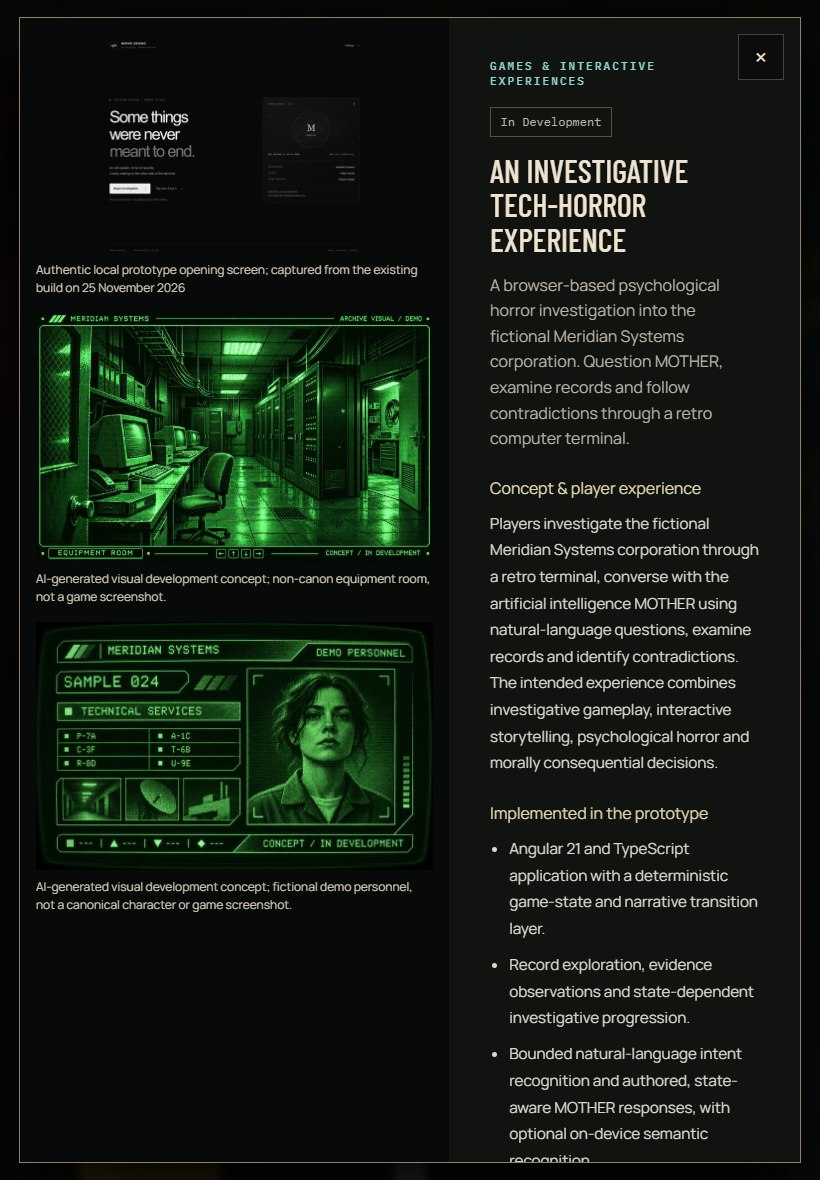 NERVE ENDING
Some things
were never
meant to end.
M
Authentic local prototype opening screen; captured from the existing
build on 25 November 2026
MERIDIAN SYSTEMS
ARCHIVE VISUAL / DEMO
EQUIPMENT ROOM
← ↑ ↓ →
CONCEPT / IN DEVELOPMENT
AI-generated visual development concept; non-canon equipment room,
not a game screenshot.
MERIDIAN SYSTEMS
DEMO PERSONNEL
SAMPLE 024
TECHNICAL SERVICES
P-7A A-1C
C-3F T-6B
R-8D U-9E
--- | ▲ --- | ▼ --- | ◆ ---
CONCEPT / IN DEVELOPMENT
AI-generated visual development concept; fictional demo personnel,
not a canonical character or game screenshot.
×
GAMES & INTERACTIVE
EXPERIENCES
In Development
AN INVESTIGATIVE
TECH-HORROR
EXPERIENCE
A browser-based psychological
horror investigation into the
fictional Meridian Systems
corporation. Question MOTHER,
examine records and follow
contradictions through a retro
computer terminal.
Concept & player experience
Players investigate the fictional
Meridian Systems corporation through
a retro terminal, converse with the
artificial intelligence MOTHER using
natural-language questions, examine
records and identify contradictions.
The intended experience combines
investigative gameplay, interactive
storytelling, psychological horror and
morally consequential decisions.
Implemented in the prototype
• Angular 21 and TypeScript
application with a deterministic
game-state and narrative transition
layer.
• Record exploration, evidence
observations and state-dependent
investigative progression.
• Bounded natural-language intent
recognition and authored, state-
aware MOTHER responses, with
optional on-device semantic
recognition